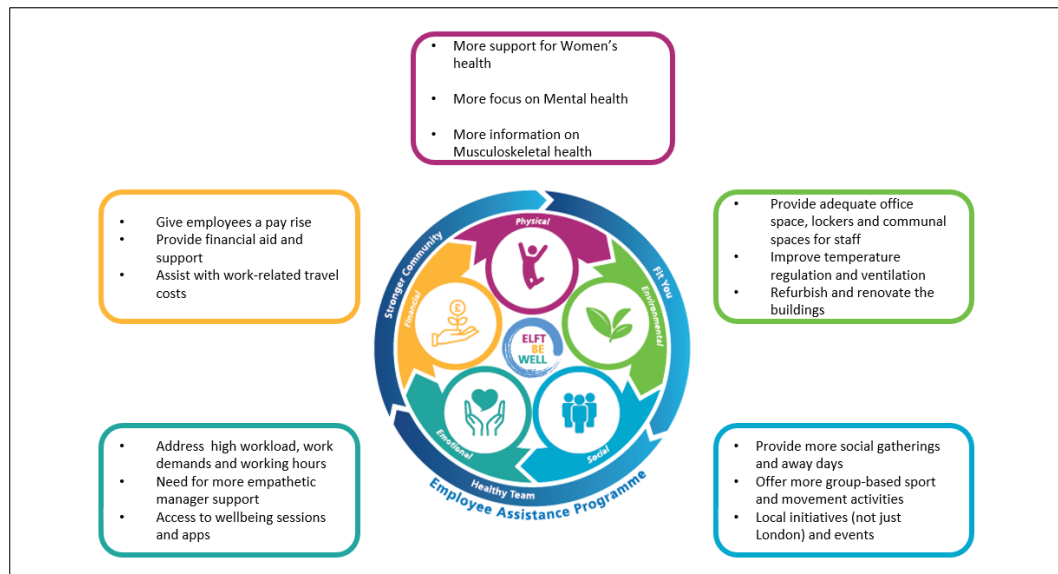 • More support for Women's
health
• More focus on Mental health
• More information on
Musculoskeletal health
• Give employees a pay rise
• Provide financial aid and
support
• Assist with work-related travel
costs
• Provide adequate office
space, lockers and communal
spaces for staff
• Improve temperature
regulation and ventilation
• Refurbish and renovate the
buildings
Stronger Community
Fit You
Physical
Financial
£
Environmental
ELFT
BE
WELL
Emotional
Social
Healthy Team
Employee Assistance Programme
• Address  high workload, work
demands and working hours
• Need for more empathetic
manager support
• Access to wellbeing sessions
and apps
• Provide more social gatherings
and away days
• Offer more group-based sport
and movement activities
• Local initiatives (not just
London) and events